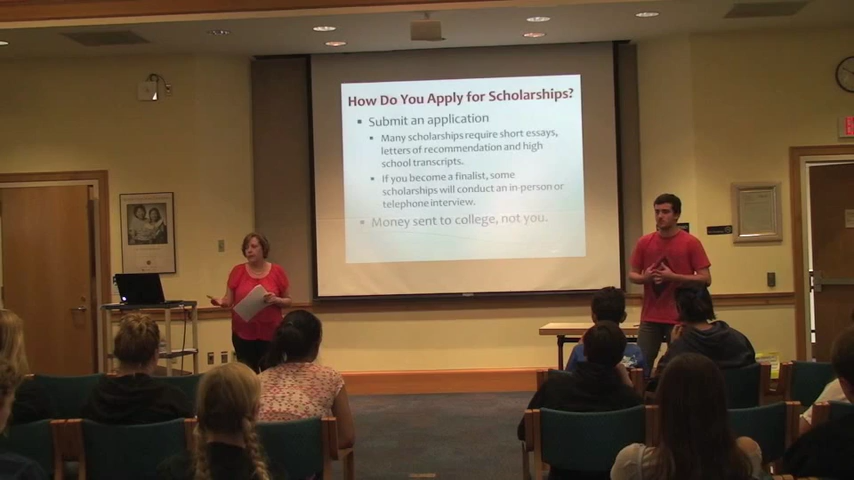 How Do You Apply for Scholarships?
Submit an application
Many scholarships require short essays,
letters of recommendation and high
school transcripts.
If you become a finalist, some
scholarships will conduct an in-person or
telephone interview.
Money sent to college, not you.